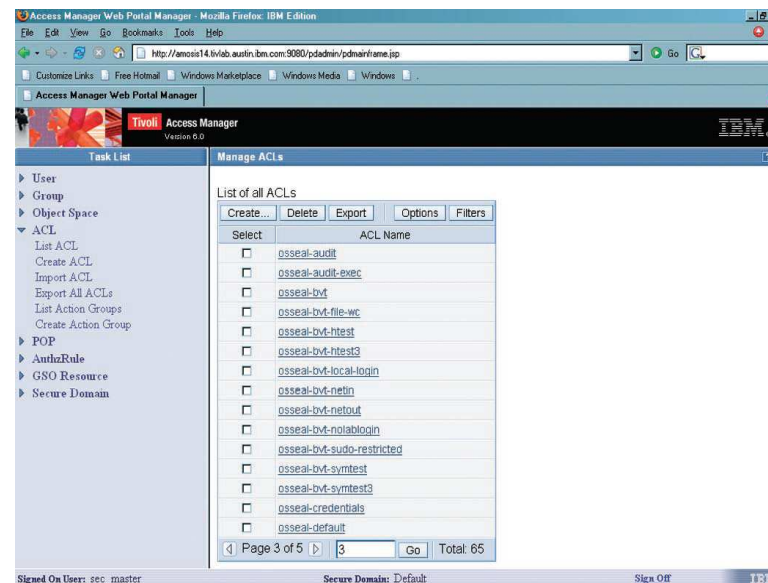 Access Manager Web Portal Manager - Mozilla Firefox: IBM Edition
File Edit View Go Bookmarks Tools Help
http://amosis14.tivlab.austin.ibm.com:9080/pdadmin/pdmainframe.jsp Go G
Customize Links Free Hotmail Windows Marketplace Windows Media Windows .
Access Manager Web Portal Manager
Tivoli Access Manager
Version 6.0
IBM.
Task List
User
Group
Object Space
ACL
List ACL
Create ACL
Import ACL
Export All ACLs
List Action Groups
Create Action Group
POP
AuthzRule
GSO Resource
Secure Domain
Manage ACLs
List of all ACLs
Create... Delete Export Options Filters
Select ACL Name
osseal-audit
osseal-audit-exec
osseal-bvt
osseal-bvt-file-wc
osseal-bvt-htest
osseal-bvt-htest3
osseal-bvt-local-login
osseal-bvt-netin
osseal-bvt-netout
osseal-bvt-nolablogin
osseal-bvt-sudo-restricted
osseal-bvt-symtest
osseal-bvt-symtest3
osseal-credentials
osseal-default
Page 3 of 5 3 Go Total: 65
Signed On User: sec_master Secure Domain: Default Sign Off IBM